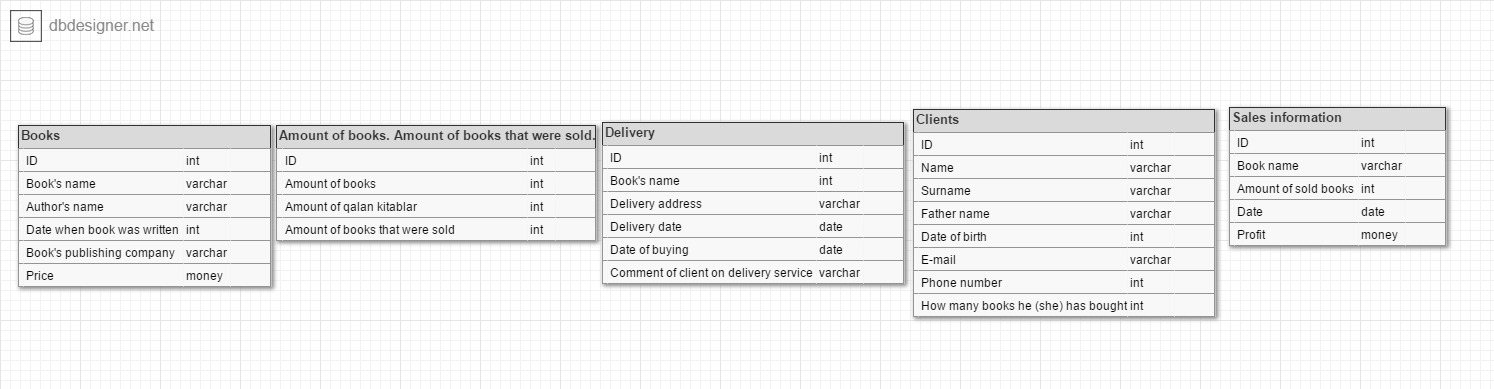 dbdesigner.net
Books
ID int
Book's name varchar
Author's name varchar
Date when book was written int
Book's publishing company varchar
Price money
Amount of books. Amount of books that were sold.
ID int
Amount of books int
Amount of qalan kitablar int
Amount of books that were sold int
Delivery
ID int
Book's name int
Delivery address varchar
Delivery date date
Date of buying date
Comment of client on delivery service varchar
Clients
ID int
Name varchar
Surname varchar
Father name varchar
Date of birth int
E-mail varchar
Phone number int
How many books he (she) has bought int
Sales information
ID int
Book name varchar
Amount of sold books int
Date date
Profit money